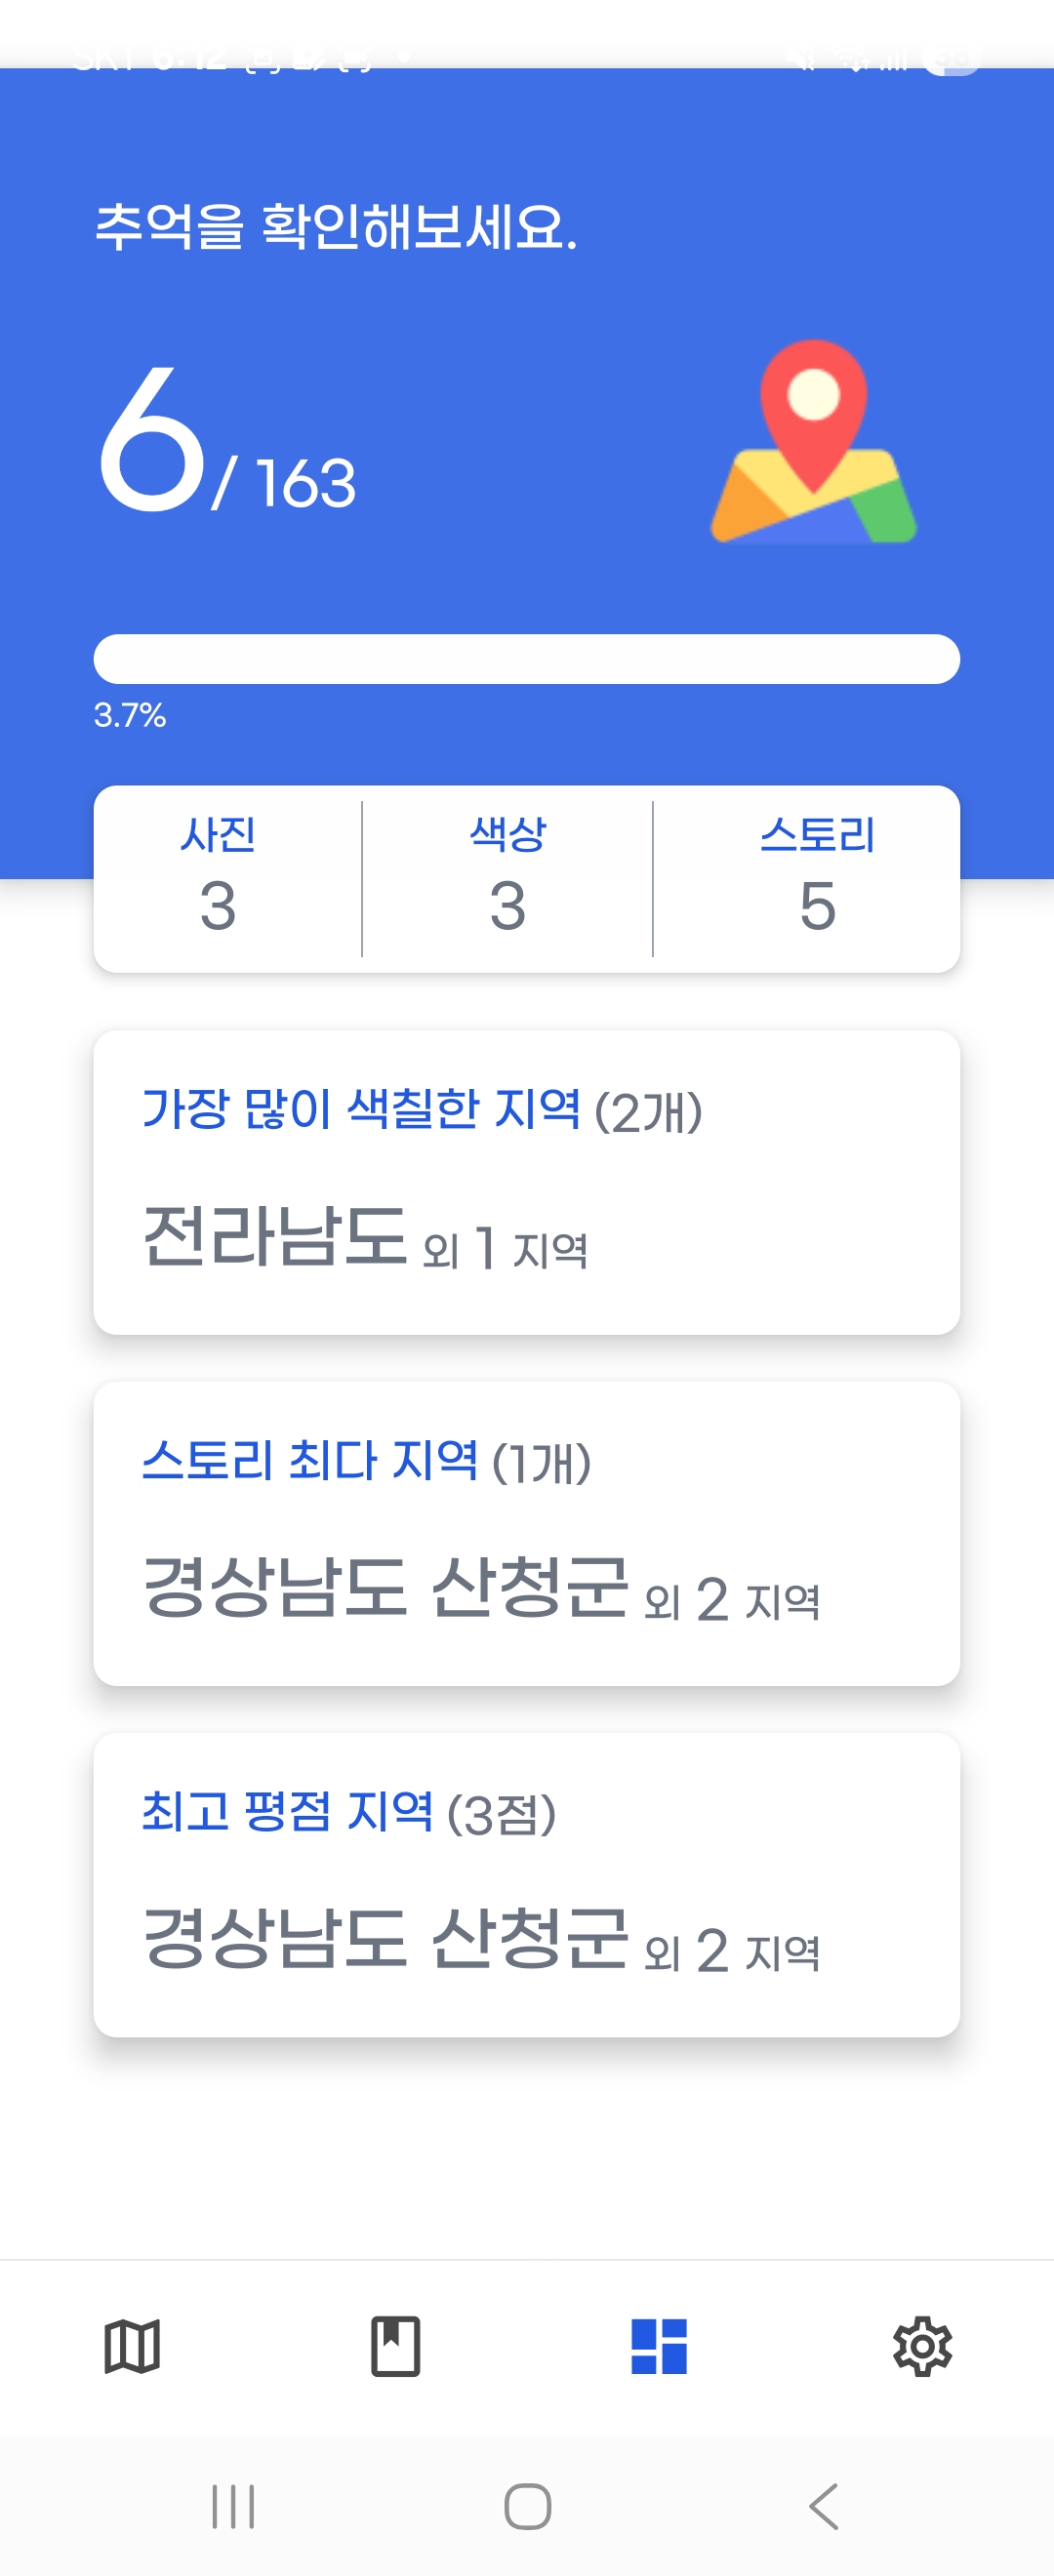 SKT 6:12
추억을 확인해보세요.
6 / 163
3.7%
사진 색상 스토리
3 3 5
가장 많이 색칠한 지역 (2개)
전라남도 외 1 지역
스토리 최다 지역 (1개)
경상남도 산청군 외 2 지역
최고 평점 지역 (3점)
경상남도 산청군 외 2 지역